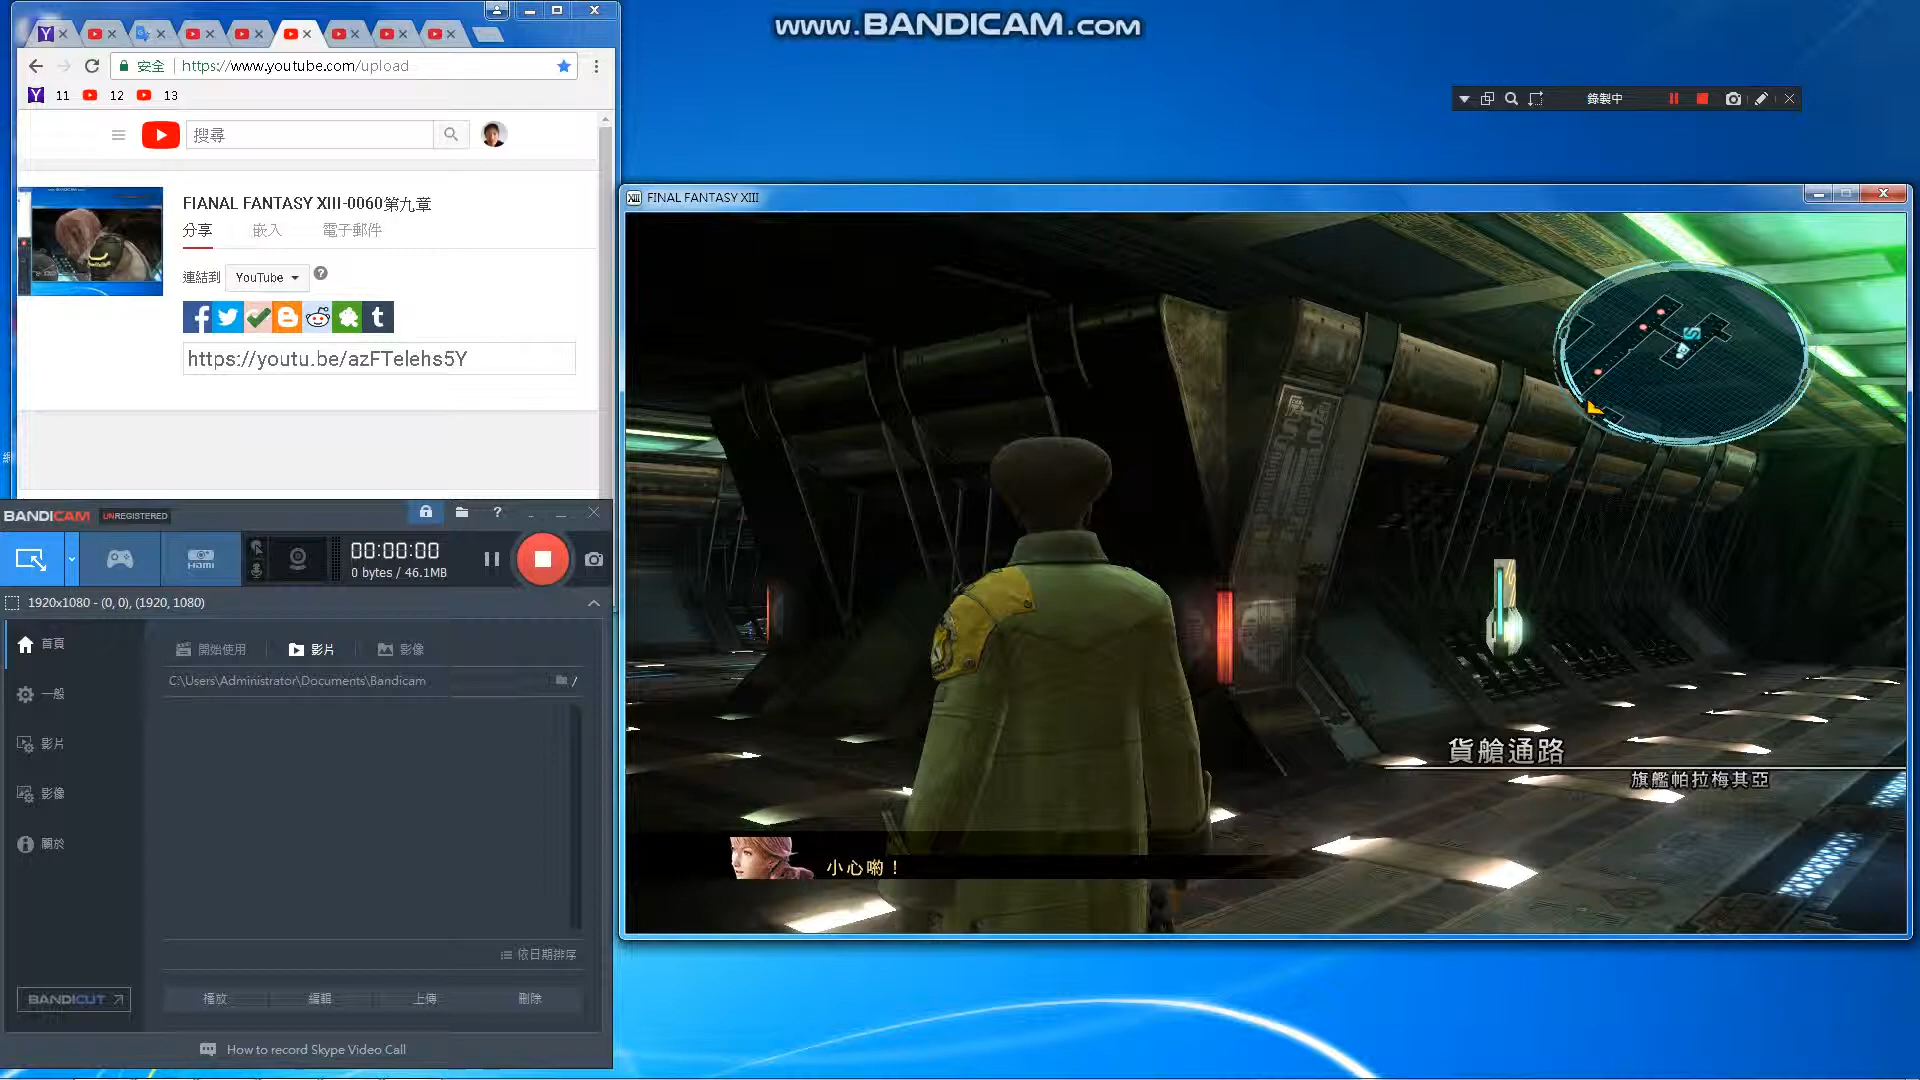 www.BANDICAM.com
安全 https://www.youtube.com/upload
11 12 13
搜尋
FIANAL FANTASY XIII-0060第九章
分享 嵌入 電子郵件
連結到 YouTube
https://youtu.be/azFTelehs5Y
BANDICAM UNREGISTERED
HDMI
00:00:00
0 bytes / 46.1MB
1920x1080 - (0, 0), (1920, 1080)
首頁
一般
影片
影像
關於
開始使用 影片 影像
C:\Users\Administrator\Documents\Bandicam
依日期排序
播放 編輯 上傳 刪除
BANDICUT
How to record Skype Video Call
錄製中
FINAL FANTASY XIII
貨艙通路
旗艦帕拉梅其亞
小心喲！